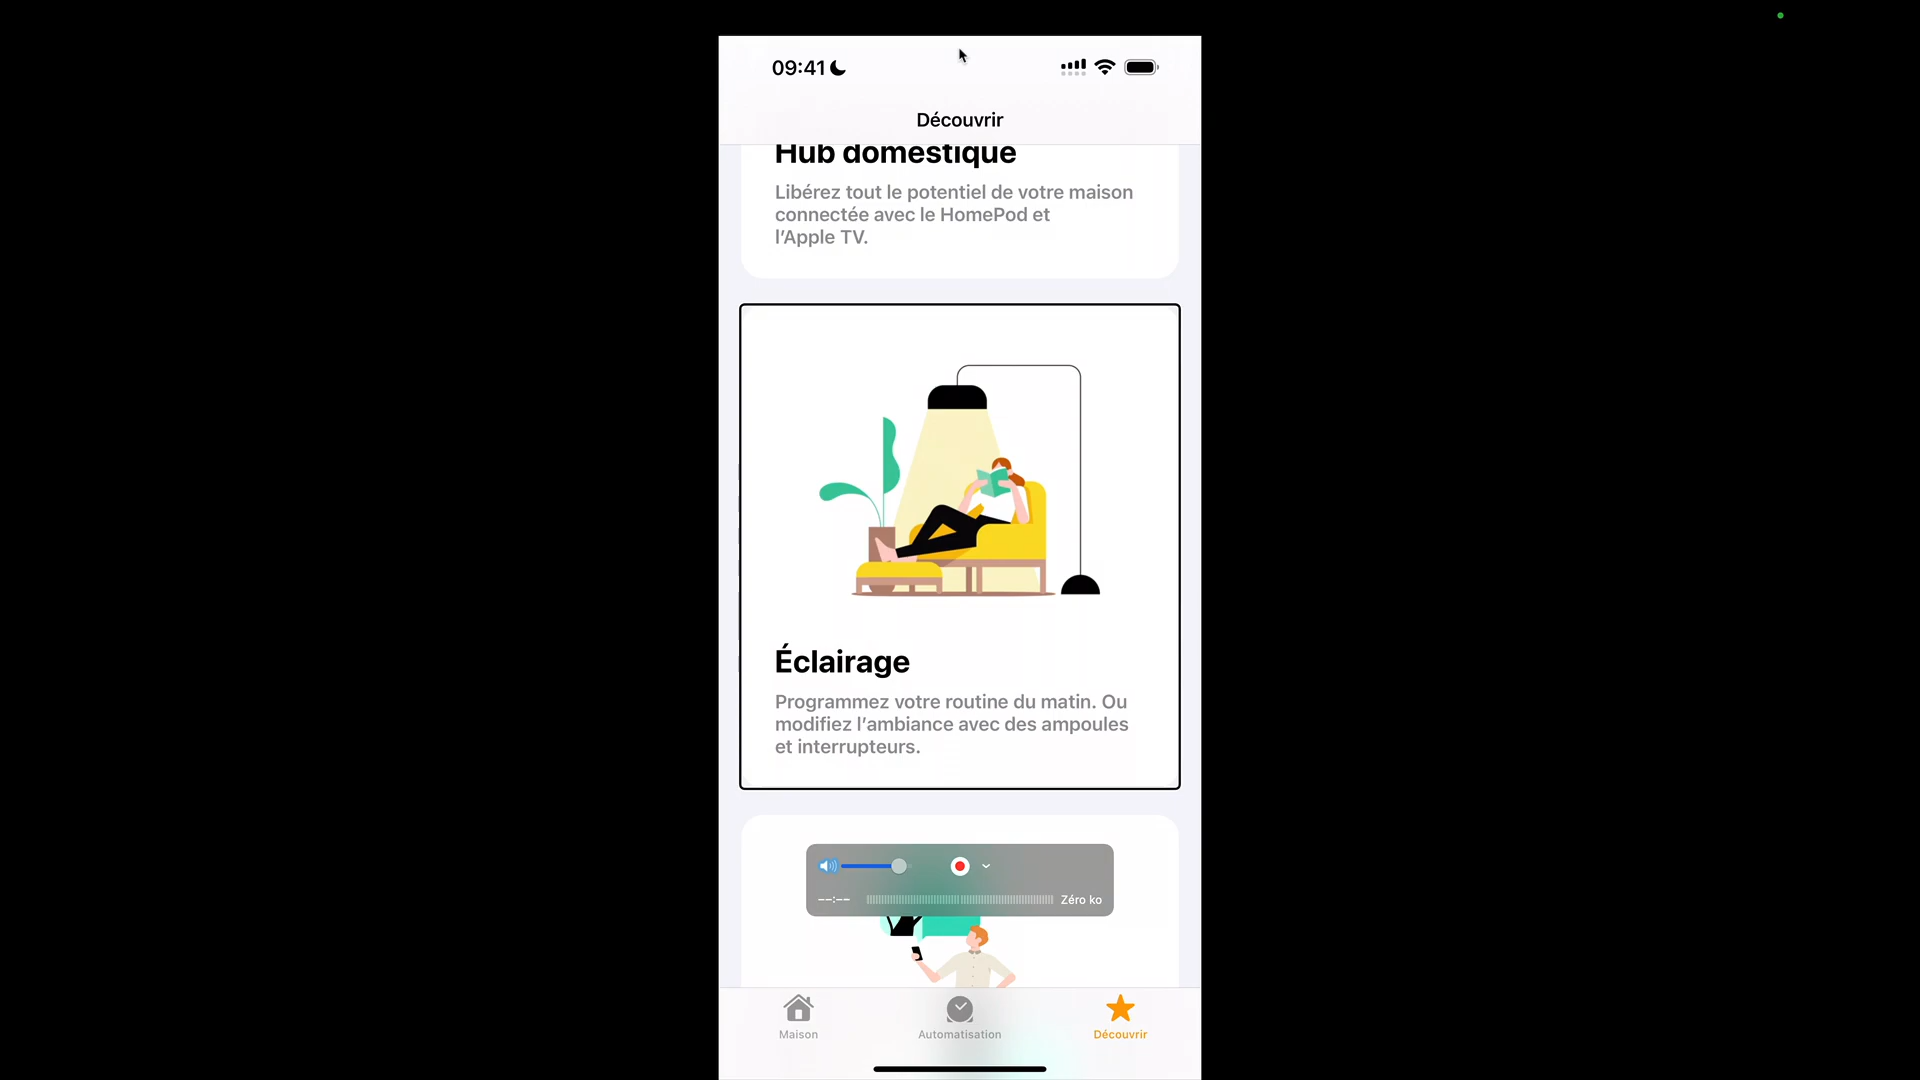 09:41
Découvrir
Hub domestique
Libérez tout le potentiel de votre maison
connectée avec le HomePod et
l’Apple TV.
Éclairage
Programmez votre routine du matin. Ou
modifiez l’ambiance avec des ampoules
et interrupteurs.
--:-- Zéro ko
Maison Automatisation Découvrir